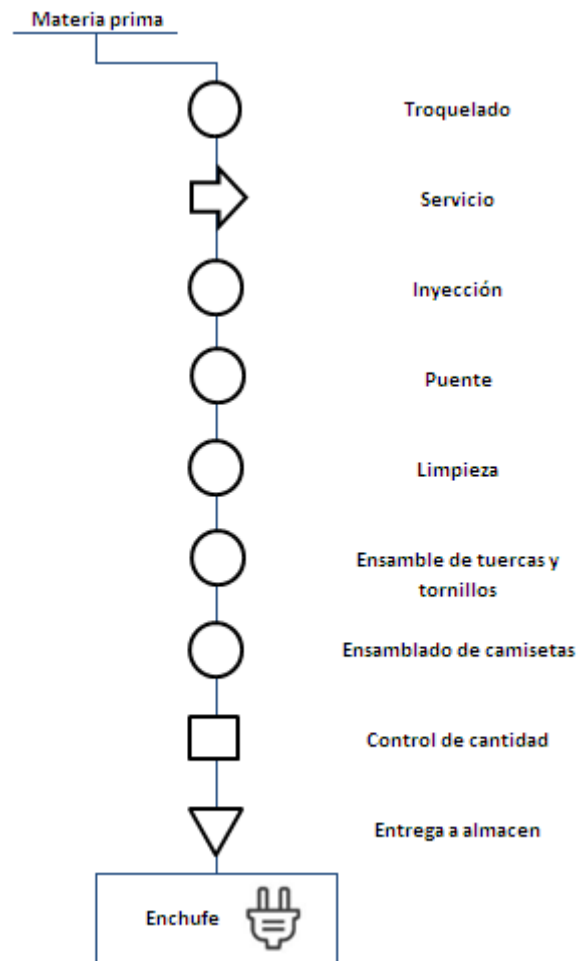 Materia prima
Troquelado
Servicio
Inyección
Puente
Limpieza
Ensamble de tuercas y
tornillos
Ensamblado de camisetas
Control de cantidad
Entrega a almacen
Enchufe